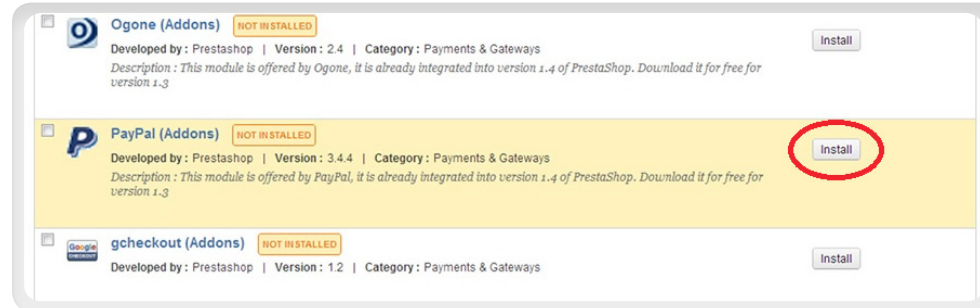 Ogone (Addons) NOT INSTALLED
Install
Developed by : Prestashop | Version : 2.4 | Category : Payments & Gateways
Description : This module is offered by Ogone, it is already integrated into version 1.4 of PrestaShop. Download it for free for
version 1.3
PayPal (Addons) NOT INSTALLED
Install
Developed by : Prestashop | Version : 3.4.4 | Category : Payments & Gateways
Description : This module is offered by PayPal, it is already integrated into version 1.4 of PrestaShop. Download it for free for
version 1.3
Google
CHECKOUT
gcheckout (Addons) NOT INSTALLED
Install
Developed by : Prestashop | Version : 1.2 | Category : Payments & Gateways